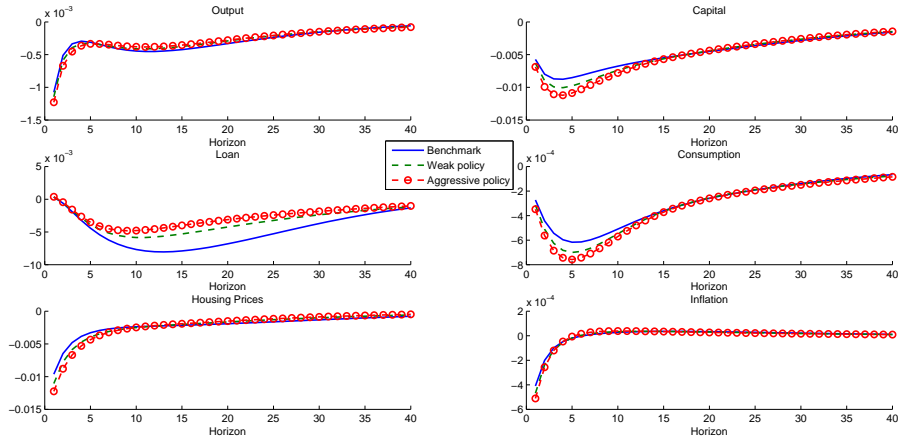 Output
x 10⁻³
0
−0.5
−1
−1.5
0 5 10 15 20 25 30 35 40
Horizon
Capital
0
−0.005
−0.01
−0.015
0 5 10 15 20 25 30 35 40
Horizon
Benchmark
Weak policy
Aggressive policy
Loan
x 10⁻³
5
0
−5
−10
0 5 10 15 20 25 30 35 40
Horizon
Consumption
x 10⁻⁴
0
−2
−4
−6
−8
0 5 10 15 20 25 30 35 40
Horizon
Housing Prices
0
−0.005
−0.01
−0.015
0 5 10 15 20 25 30 35 40
Horizon
Inflation
x 10⁻⁴
2
0
−2
−4
−6
0 5 10 15 20 25 30 35 40
Horizon